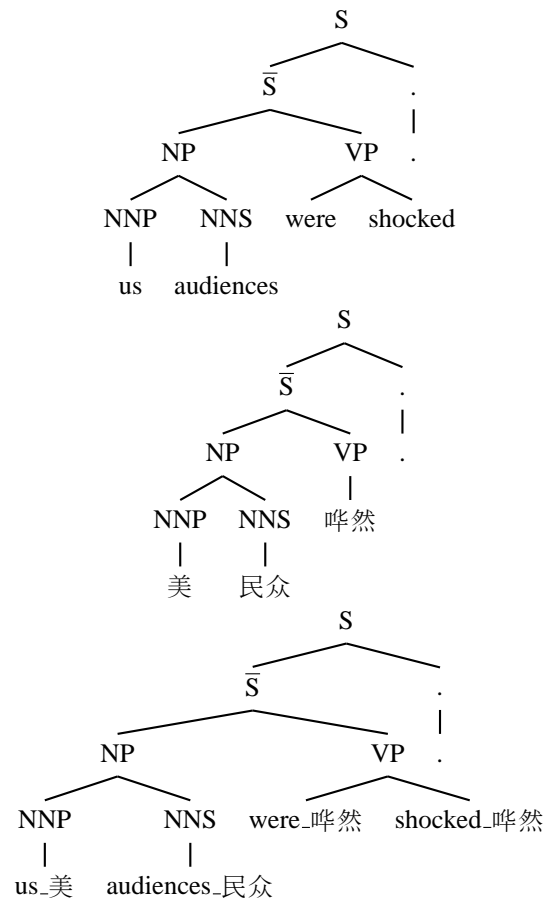 S
S̅ .
NP VP .
NNP NNS were shocked
us audiences
S
S̅ .
NP VP .
NNP NNS 哗然
美 民众
S
S̅ .
NP VP .
NNP NNS were_哗然 shocked_哗然
us_美 audiences_民众